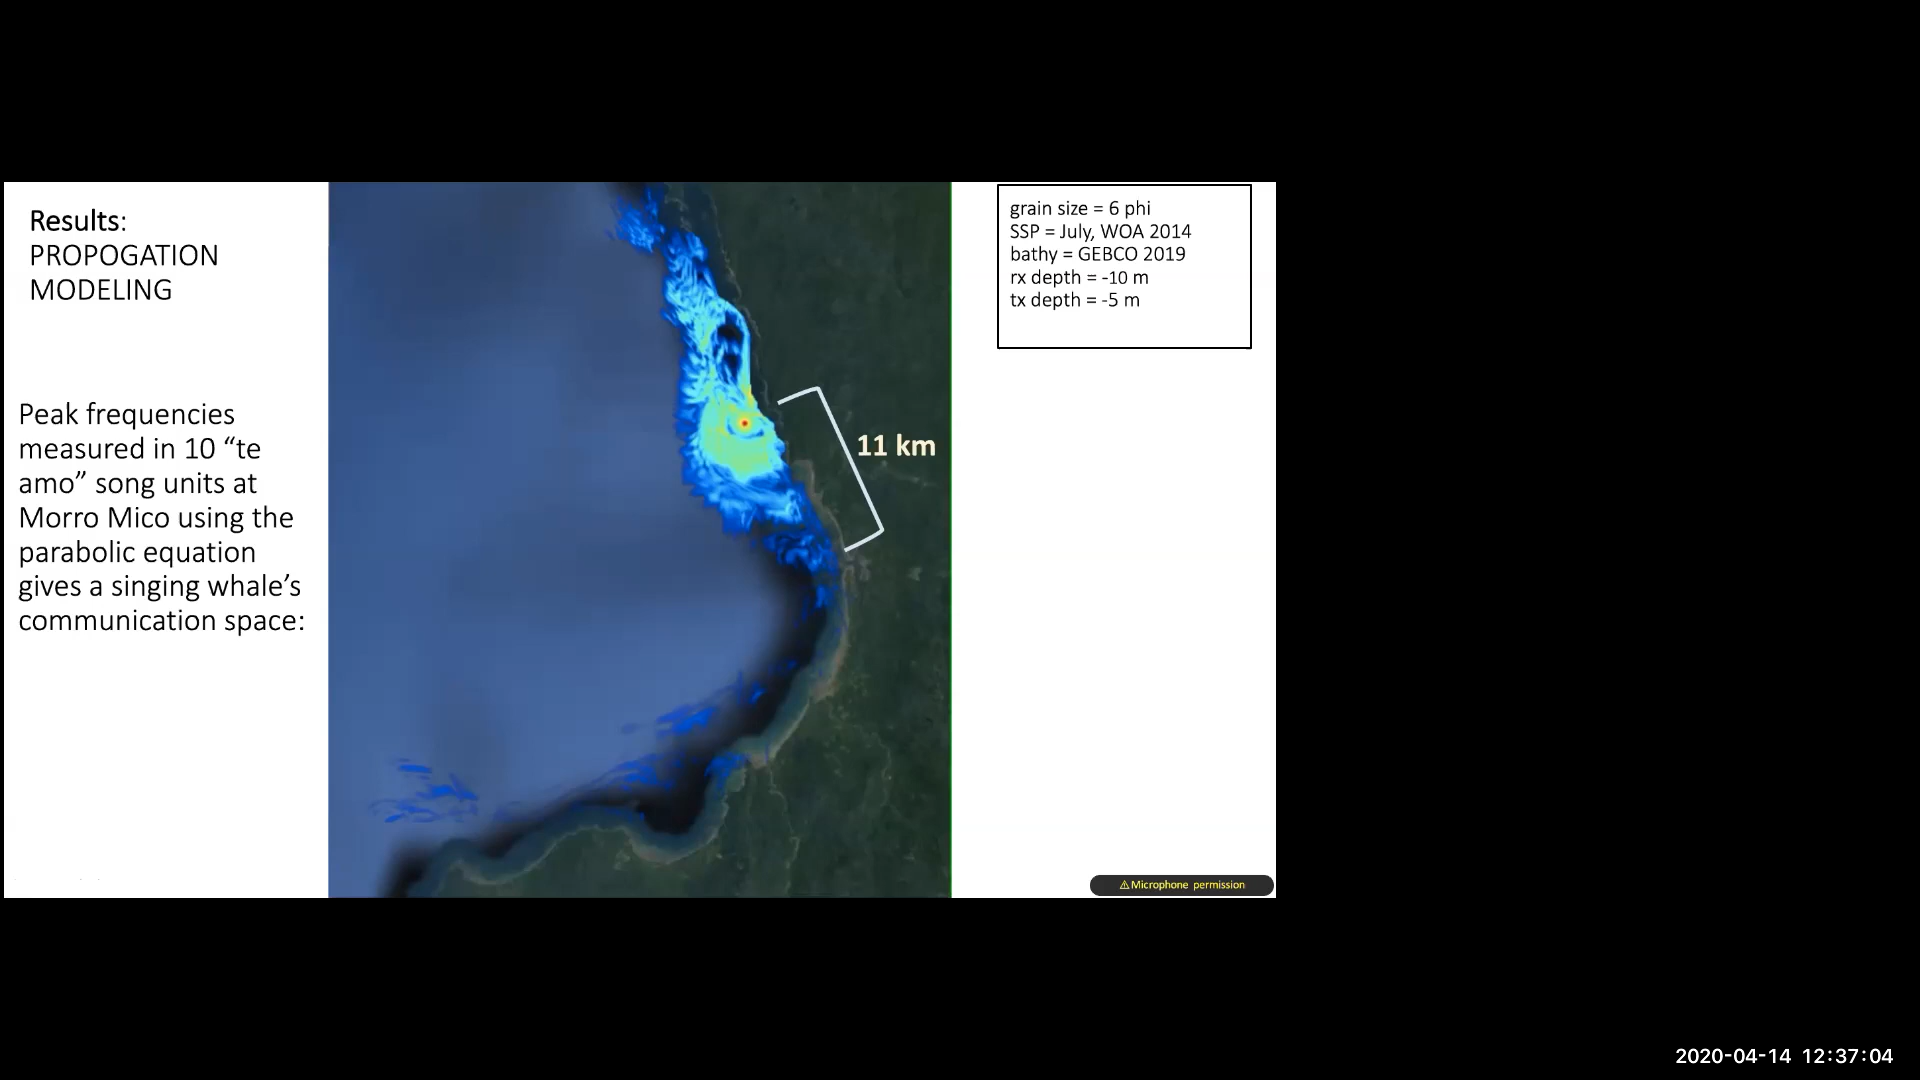 Results:
PROPOGATION
MODELING
Peak frequencies
measured in 10 “te
amo” song units at
Morro Mico using the
parabolic equation
gives a singing whale’s
communication space:
11 km
grain size = 6 phi
SSP = July, WOA 2014
bathy = GEBCO 2019
rx depth = -10 m
tx depth = -5 m
⚠Microphone permission
2020-04-14 12:37:04